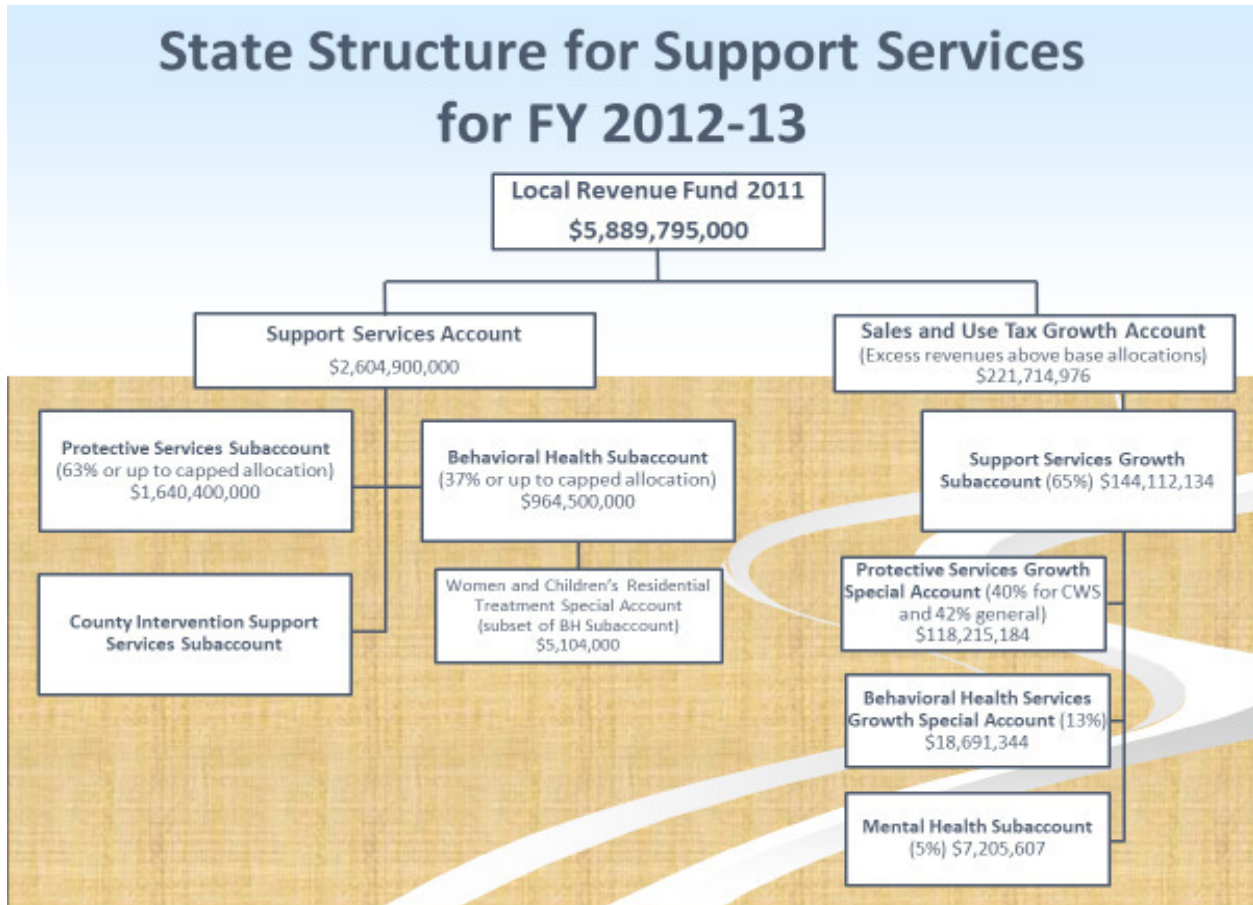 State Structure for Support Services
for FY 2012-13
Local Revenue Fund 2011
$5,889,795,000
Support Services Account
$2,604,900,000
Sales and Use Tax Growth Account
(Excess revenues above base allocations)
$221,714,976
Protective Services Subaccount
(63% or up to capped allocation)
$1,640,400,000
Behavioral Health Subaccount
(37% or up to capped allocation)
$964,500,000
Support Services Growth
Subaccount (65%) $144,112,134
County Intervention Support
Services Subaccount
Women and Children's Residential
Treatment Special Account
(subset of BH Subaccount)
$5,104,000
Protective Services Growth
Special Account (40% for CWS
and 42% general)
$118,215,184
Behavioral Health Services
Growth Special Account (13%)
$18,691,344
Mental Health Subaccount
(5%) $7,205,607